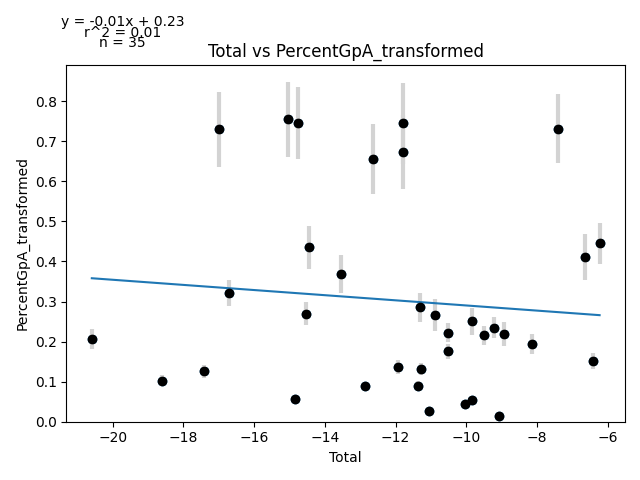 y = -0.01x + 0.23
r^2 = 0.01
n = 35
Total vs PercentGpA_transformed
PercentGpA_transformed
0.8
0.7
0.6
0.5
0.4
0.3
0.2
0.1
0.0
−20
−18
−16
−14
−12
−10
−8
−6
Total